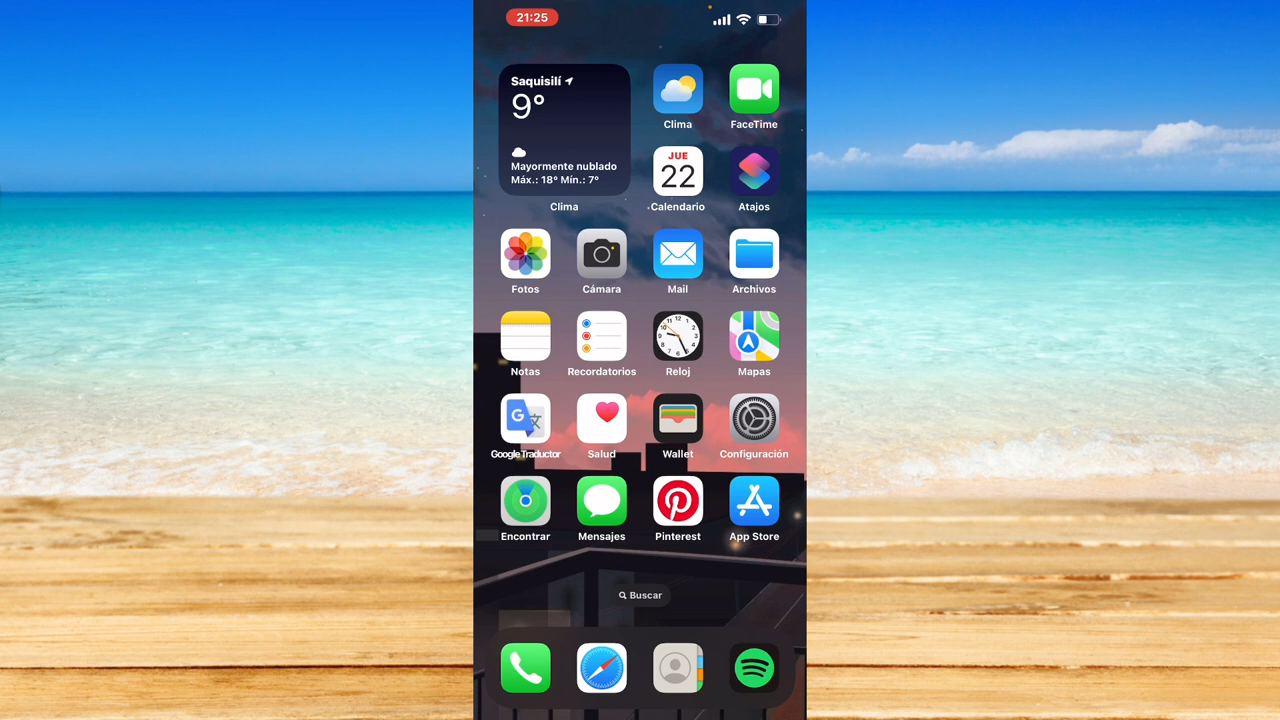 21:25
Saquisilí
9°
Mayormente nublado
Máx.: 18° Mín.: 7°
Clima
Clima
FaceTime
JUE
22
Calendario
Atajos
Fotos
Cámara
Mail
Archivos
Notas
Recordatorios
Reloj
Mapas
Google Traductor
Salud
Wallet
Configuración
Encontrar
Mensajes
Pinterest
App Store
Buscar